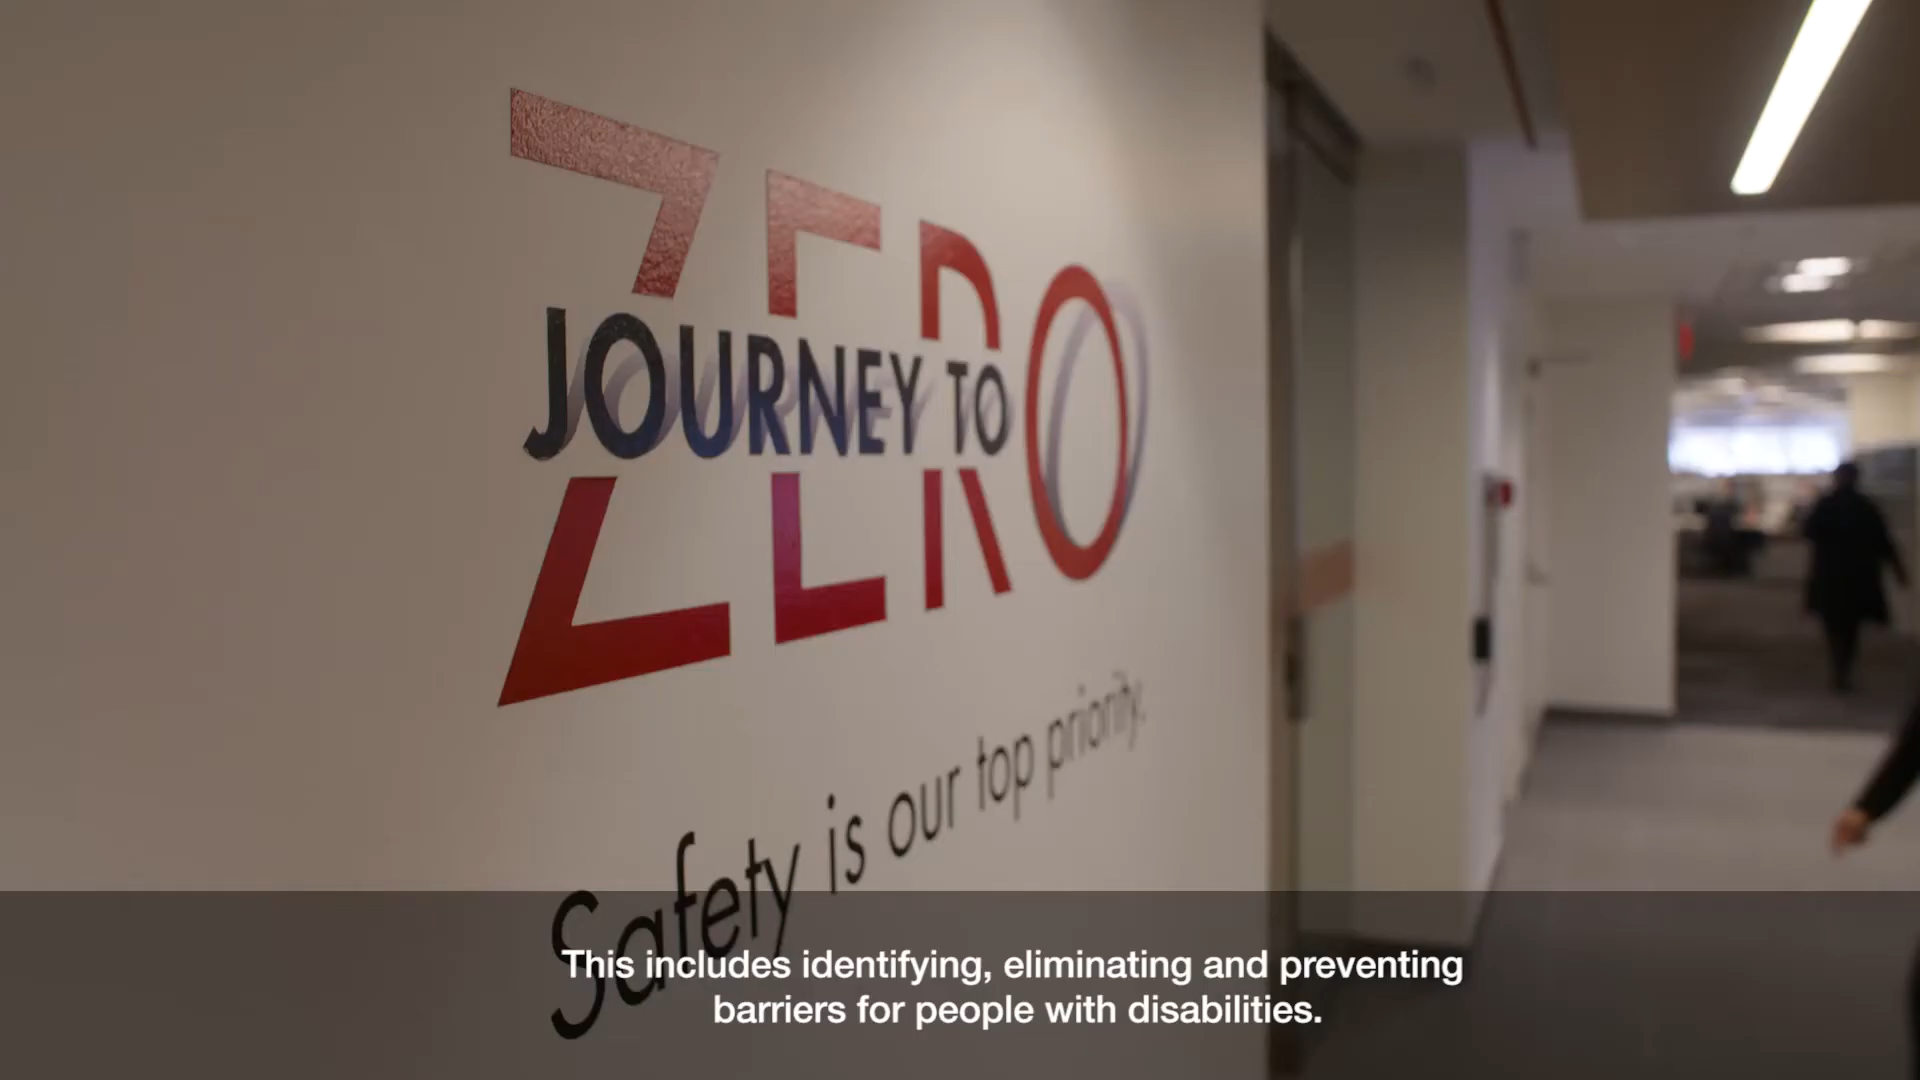 ZERO
JOURNEY TO
Safety is our top priority.
This includes identifying, eliminating and preventing
barriers for people with disabilities.